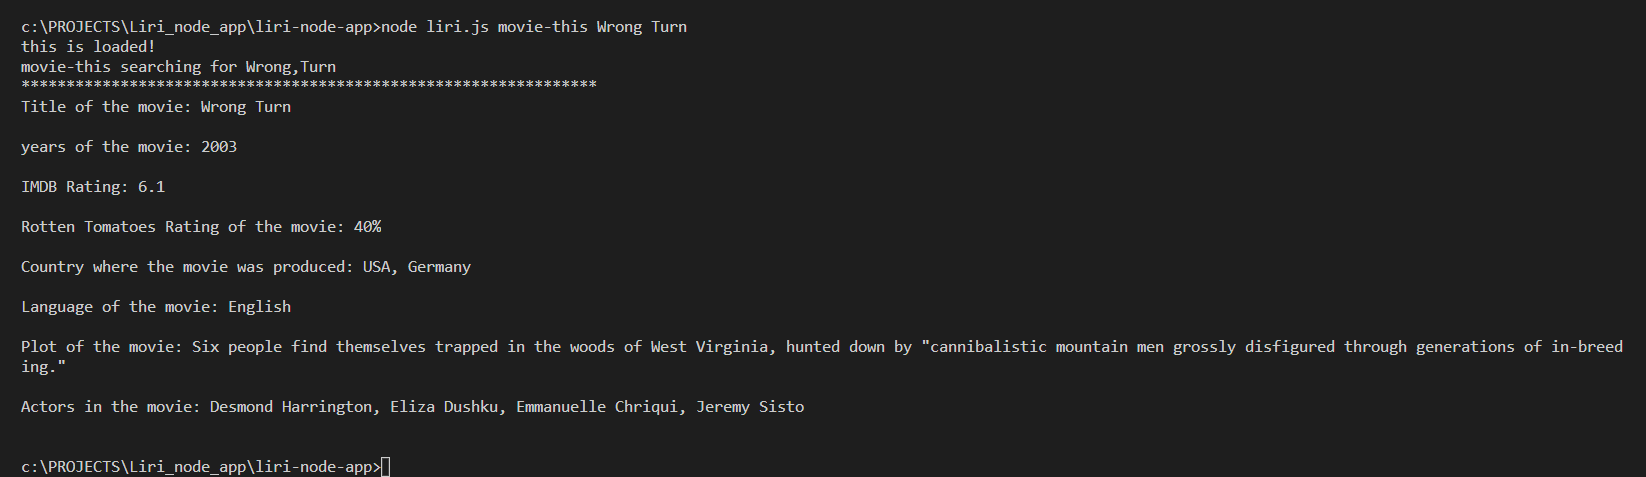 c:\PROJECTS\Liri_node_app\liri-node-app>node liri.js movie-this Wrong Turn
this is loaded!
movie-this searching for Wrong,Turn
****************************************************************
Title of the movie: Wrong Turn
years of the movie: 2003
IMDB Rating: 6.1
Rotten Tomatoes Rating of the movie: 40%
Country where the movie was produced: USA, Germany
Language of the movie: English
Plot of the movie: Six people find themselves trapped in the woods of West Virginia, hunted down by "cannibalistic mountain men grossly disfigured through generations of in-breed
ing."
Actors in the movie: Desmond Harrington, Eliza Dushku, Emmanuelle Chriqui, Jeremy Sisto
c:\PROJECTS\Liri_node_app\liri-node-app>